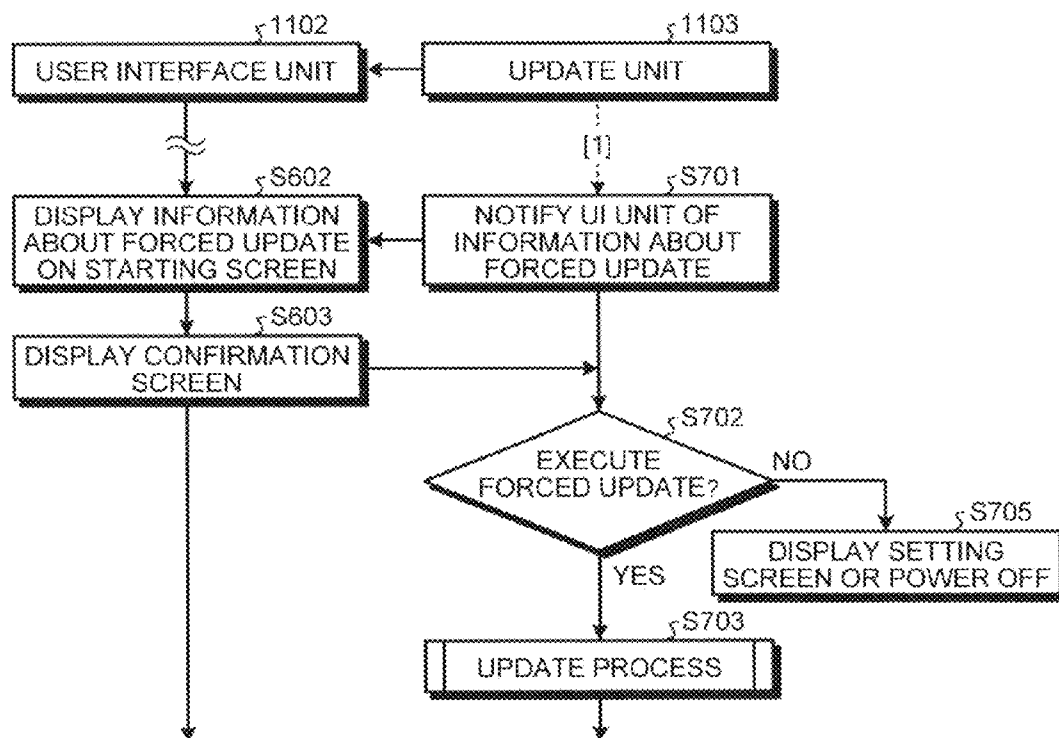 1102
USER INTERFACE UNIT
1103
UPDATE UNIT
[1]
S602
DISPLAY INFORMATION
ABOUT FORCED UPDATE
ON STARTING SCREEN
S701
NOTIFY UI UNIT OF
INFORMATION ABOUT
FORCED UPDATE
S603
DISPLAY CONFIRMATION
SCREEN
S702
EXECUTE
FORCED UPDATE?
NO
YES
S705
DISPLAY SETTING
SCREEN OR POWER OFF
S703
UPDATE PROCESS